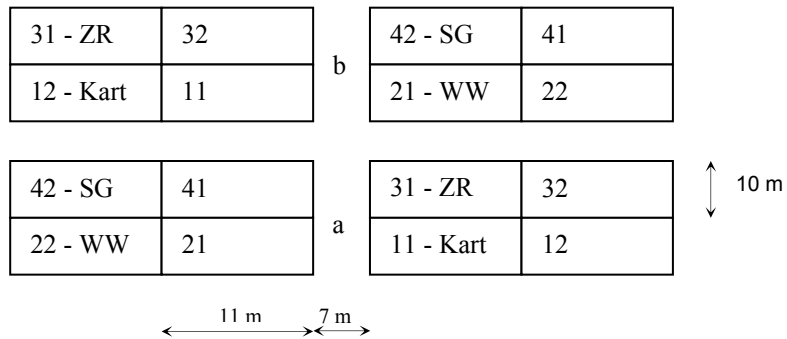 31 - ZR 32 42 - SG 41
b
12 - Kart 11 21 - WW 22
42 - SG 41 31 - ZR 32
10 m
a
22 - WW 21 11 - Kart 12
11 m 7 m